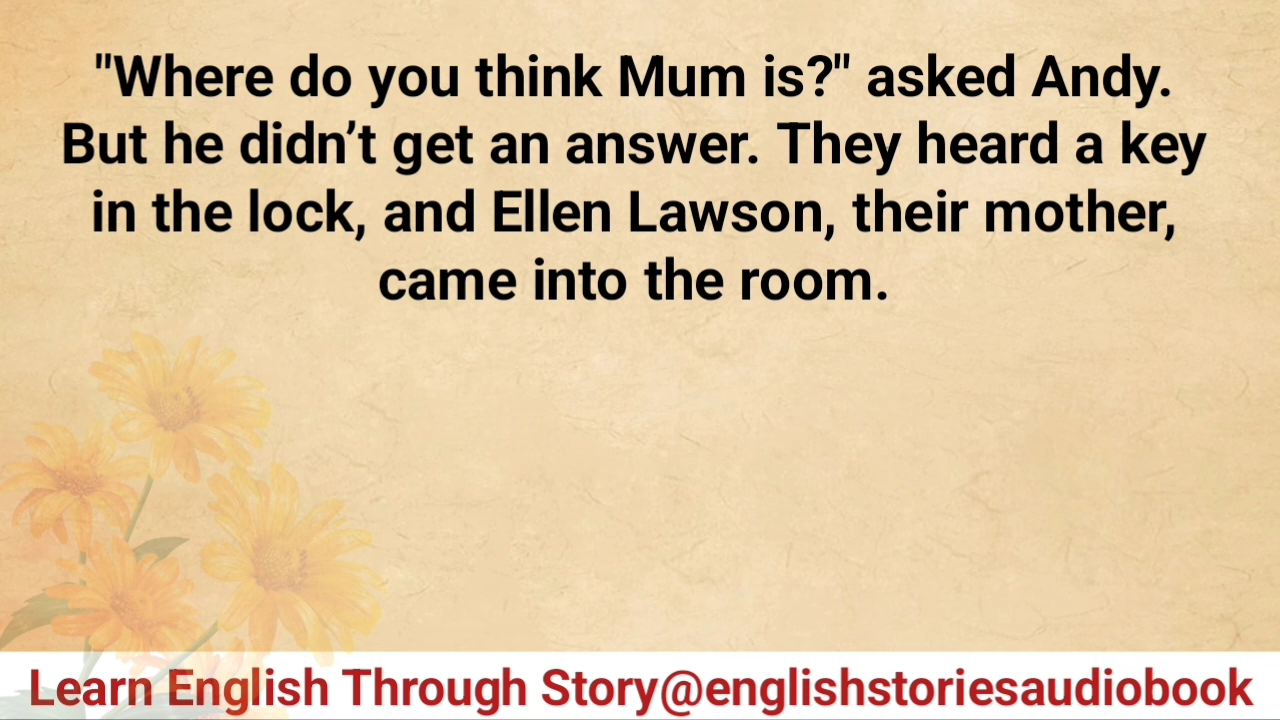 "Where do you think Mum is?" asked Andy.
But he didn’t get an answer. They heard a key
in the lock, and Ellen Lawson, their mother,
came into the room.
Learn English Through Story@englishstoriesaudiobook